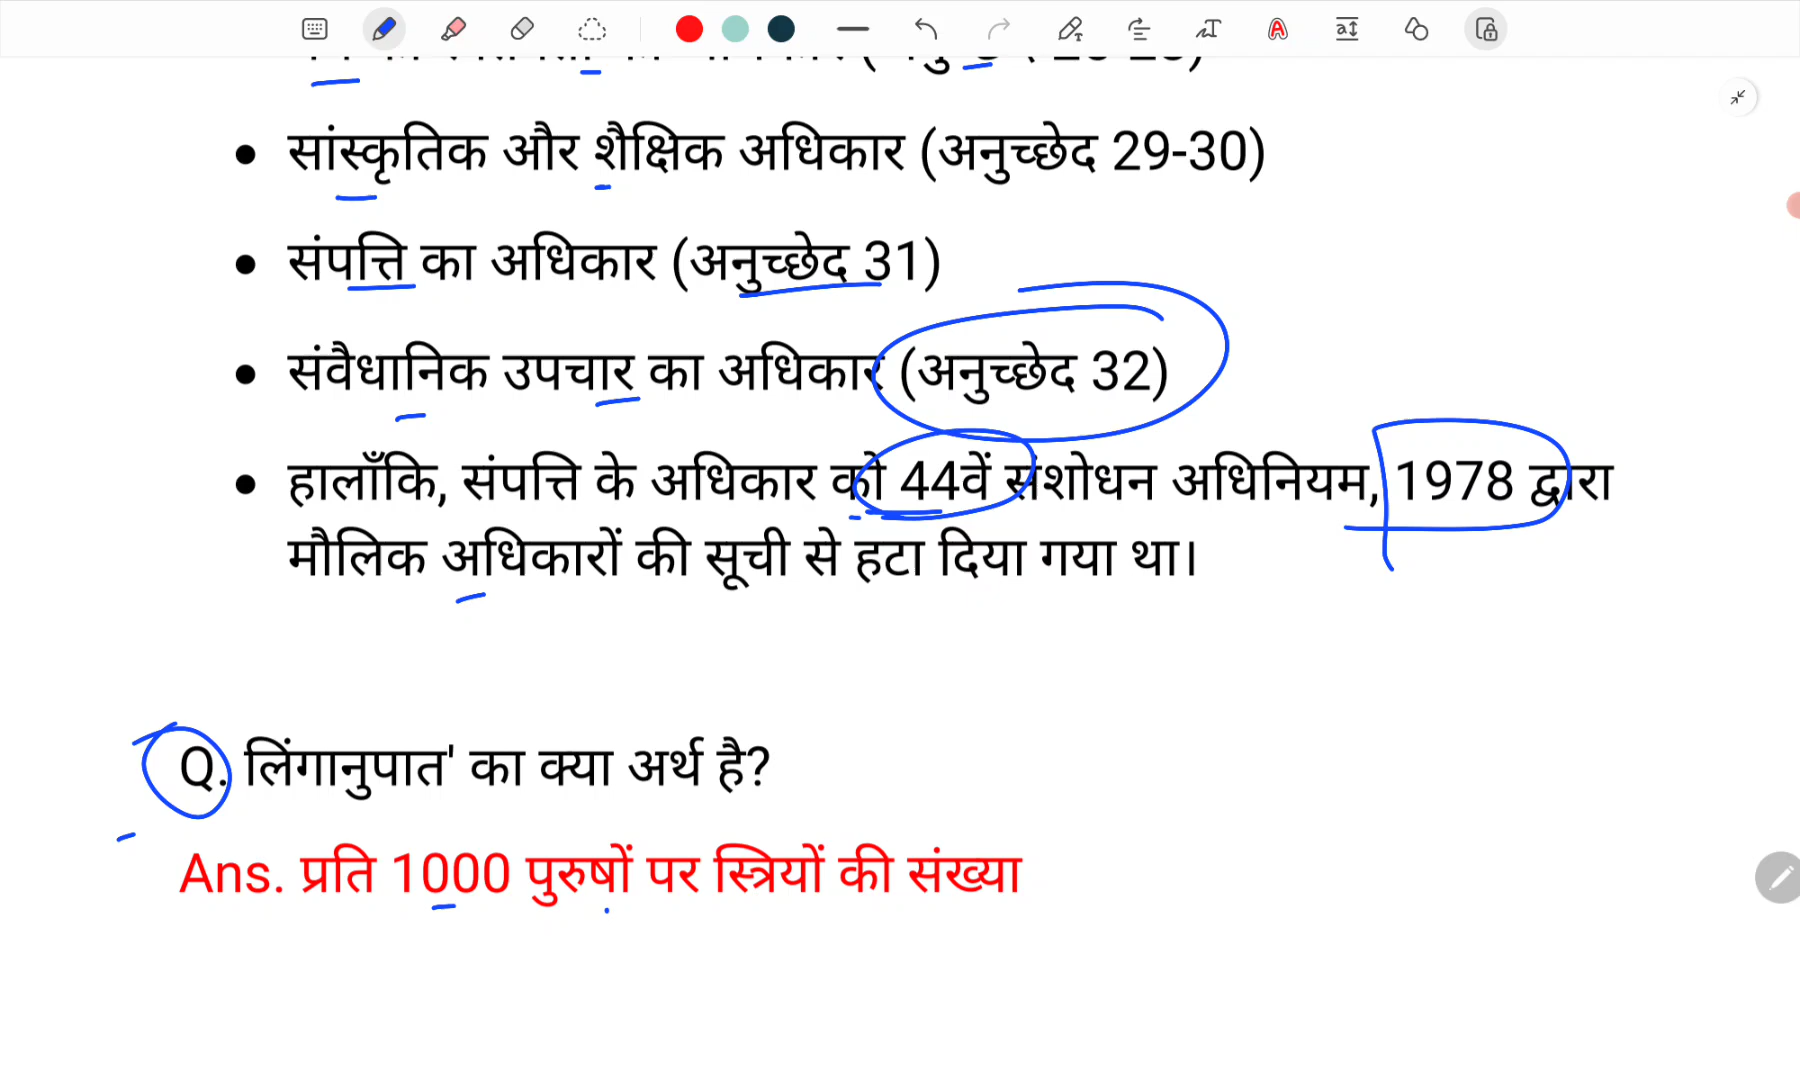 सांस्कृतिक और शैक्षिक अधिकार (अनुच्छेद 29-30)
संपत्ति का अधिकार (अनुच्छेद 31)
संवैधानिक उपचार का अधिकार (अनुच्छेद 32)
हालाँकि, संपत्ति के अधिकार को 44वें संशोधन अधिनियम, 1978 द्वारा
मौलिक अधिकारों की सूची से हटा दिया गया था।
Q. लिंगानुपात' का क्या अर्थ है?
Ans. प्रति 1000 पुरुषों पर स्त्रियों की संख्या